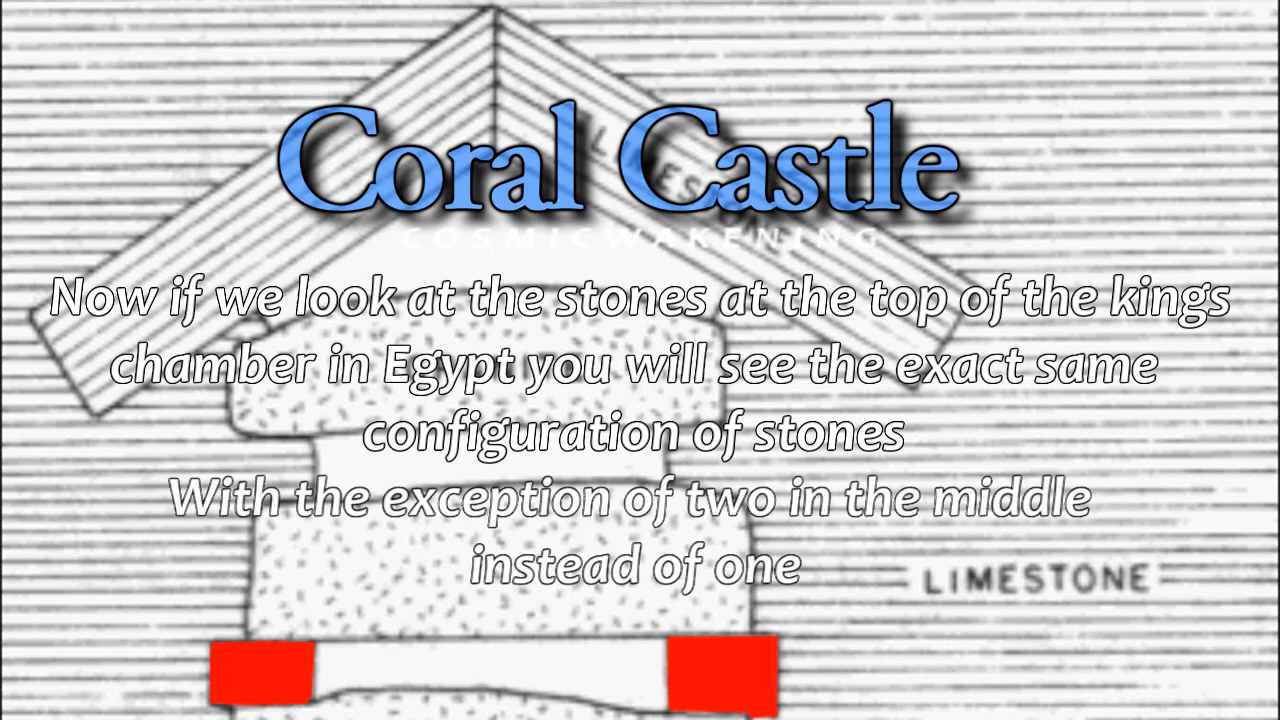 Coral Castle
COSMICWAKENING
Now if we look at the stones at the top of the kings
chamber in Egypt you will see the exact same
configuration of stones
With the exception of two in the middle
instead of one
LIMESTONE